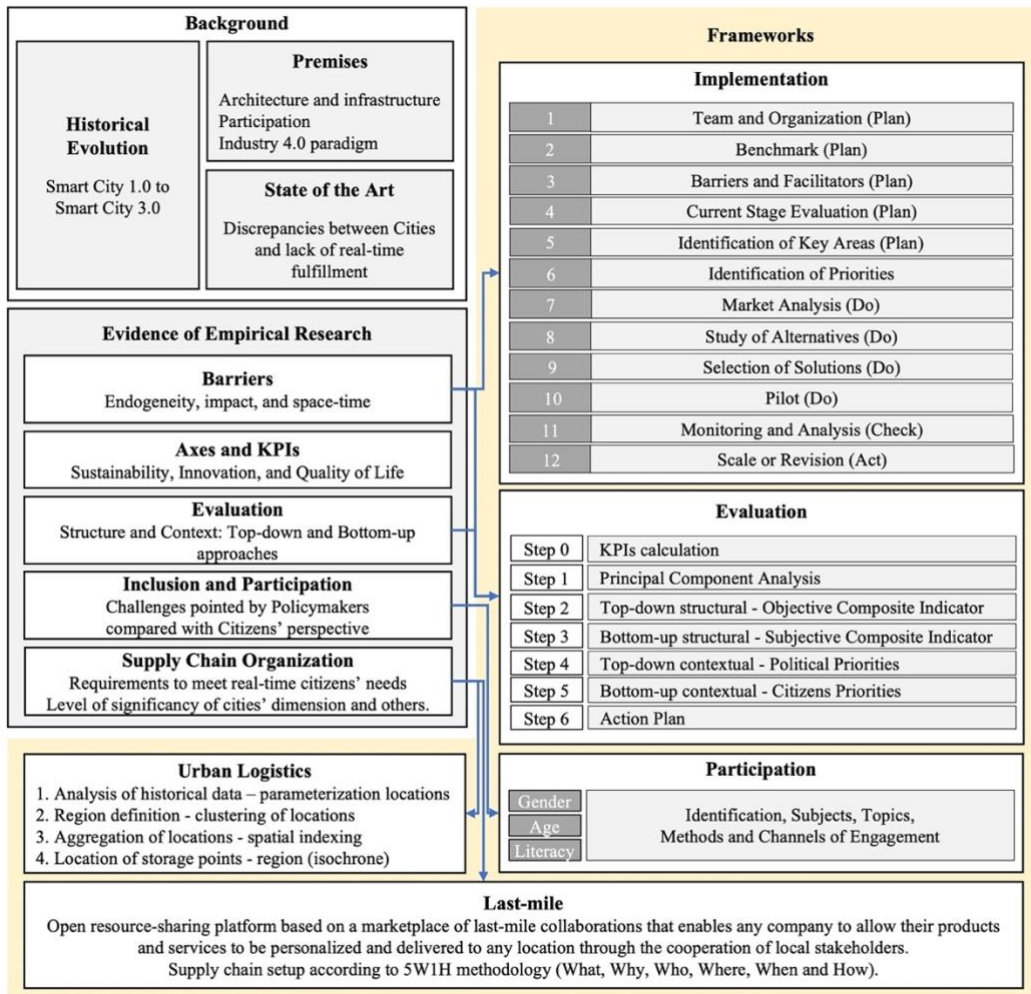 Background
Historical
Evolution
Smart City 1.0 to
Smart City 3.0
Premises
Architecture and infrastructure
Participation
Industry 4.0 paradigm
State of the Art
Discrepancies between Cities
and lack of real-time
fulfillment
Evidence of Empirical Research
Barriers
Endogeneity, impact, and space-time
Axes and KPIs
Sustainability, Innovation, and Quality of Life
Evaluation
Structure and Context: Top-down and Bottom-up
approaches
Inclusion and Participation
Challenges pointed by Policymakers
compared with Citizens' perspective
Supply Chain Organization
Requirements to meet real-time citizens' needs
Level of significancy of cities' dimension and others.
Frameworks
Implementation
1 Team and Organization (Plan)
2 Benchmark (Plan)
3 Barriers and Facilitators (Plan)
4 Current Stage Evaluation (Plan)
5 Identification of Key Areas (Plan)
6 Identification of Priorities
7 Market Analysis (Do)
8 Study of Alternatives (Do)
9 Selection of Solutions (Do)
10 Pilot (Do)
11 Monitoring and Analysis (Check)
12 Scale or Revision (Act)
Evaluation
Step 0 KPIs calculation
Step 1 Principal Component Analysis
Step 2 Top-down structural - Objective Composite Indicator
Step 3 Bottom-up structural - Subjective Composite Indicator
Step 4 Top-down contextual - Political Priorities
Step 5 Bottom-up contextual - Citizens Priorities
Step 6 Action Plan
Urban Logistics
1. Analysis of historical data – parameterization locations
2. Region definition - clustering of locations
3. Aggregation of locations - spatial indexing
4. Location of storage points - region (isochrone)
Participation
Gender
Age
Literacy
Identification, Subjects, Topics,
Methods and Channels of Engagement
Last-mile
Open resource-sharing platform based on a marketplace of last-mile collaborations that enables any company to allow their products
and services to be personalized and delivered to any location through the cooperation of local stakeholders.
Supply chain setup according to 5W1H methodology (What, Why, Who, Where, When and How).